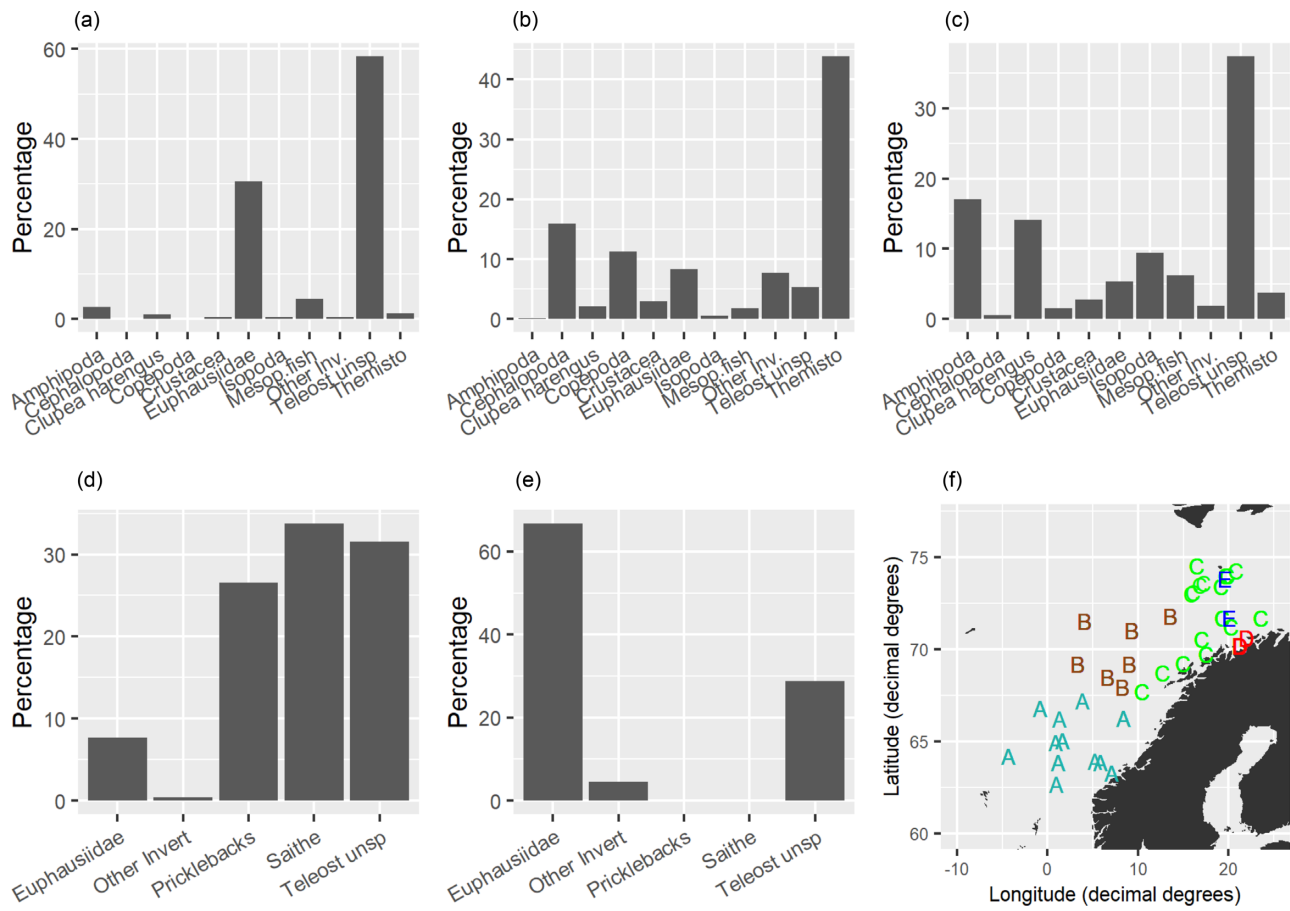 (a)
Percentage
60
40
20
0
Amphipoda
Cephalopoda
Clupea harengus
Copepoda
Crustacea
Euphausiidae
Isopoda
Mesop.fish
Other Inv.
Teleost unsp
Themisto
(b)
Percentage
40
30
20
10
0
Amphipoda
Cephalopoda
Clupea harengus
Copepoda
Crustacea
Euphausiidae
Isopoda
Mesop.fish
Other Inv.
Teleost unsp
Themisto
(c)
Percentage
30
20
10
0
Amphipoda
Cephalopoda
Clupea harengus
Copepoda
Crustacea
Euphausiidae
Isopoda
Mesop.fish
Other Inv.
Teleost unsp
Themisto
(d)
Percentage
30
20
10
0
Euphausiidae
Other Invert
Pricklebacks
Saithe
Teleost unsp
(e)
Percentage
60
40
20
0
Euphausiidae
Other Invert
Pricklebacks
Saithe
Teleost unsp
(f)
Latitude (decimal degrees)
75
70
65
60
C C C E
C C C C
C C
B B B C E C C
C D D
B B B C C
B B C C
A A A A
A A
A A A A A
A
-10 0 10 20
Longitude (decimal degrees)